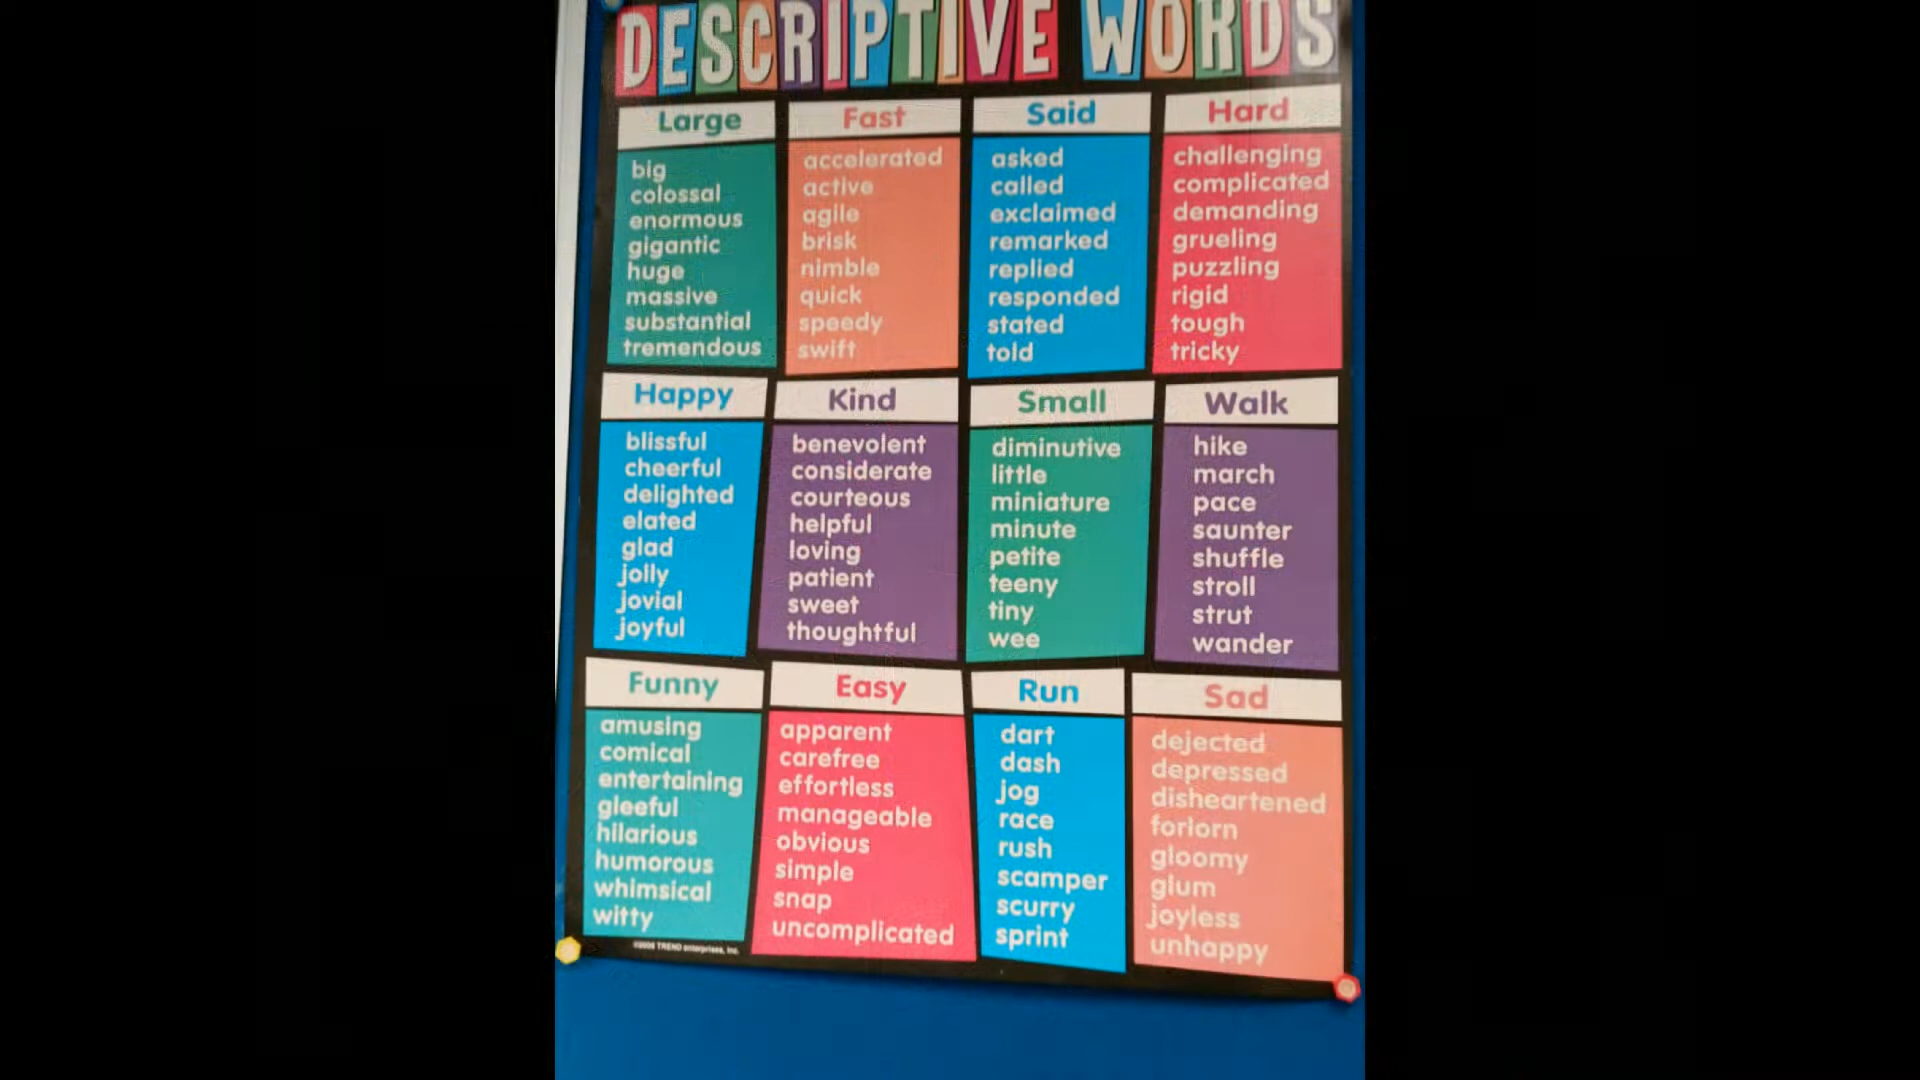 DESCRIPTIVE WORDS
Large
big
colossal
enormous
gigantic
huge
massive
substantial
tremendous
Fast
accelerated
active
agile
brisk
nimble
quick
speedy
swift
Said
asked
called
exclaimed
remarked
replied
responded
stated
told
Hard
challenging
complicated
demanding
grueling
puzzling
rigid
tough
tricky
Happy
blissful
cheerful
delighted
elated
glad
jolly
jovial
joyful
Kind
benevolent
considerate
courteous
helpful
loving
patient
sweet
thoughtful
Small
diminutive
little
miniature
minute
petite
teeny
tiny
wee
Walk
hike
march
pace
saunter
shuffle
stroll
strut
wander
Funny
amusing
comical
entertaining
gleeful
hilarious
humorous
whimsical
witty
Easy
apparent
carefree
effortless
manageable
obvious
simple
snap
uncomplicated
Run
dart
dash
jog
race
rush
scamper
scurry
sprint
Sad
dejected
depressed
disheartened
forlorn
gloomy
glum
joyless
unhappy
TREND enterprises, Inc.